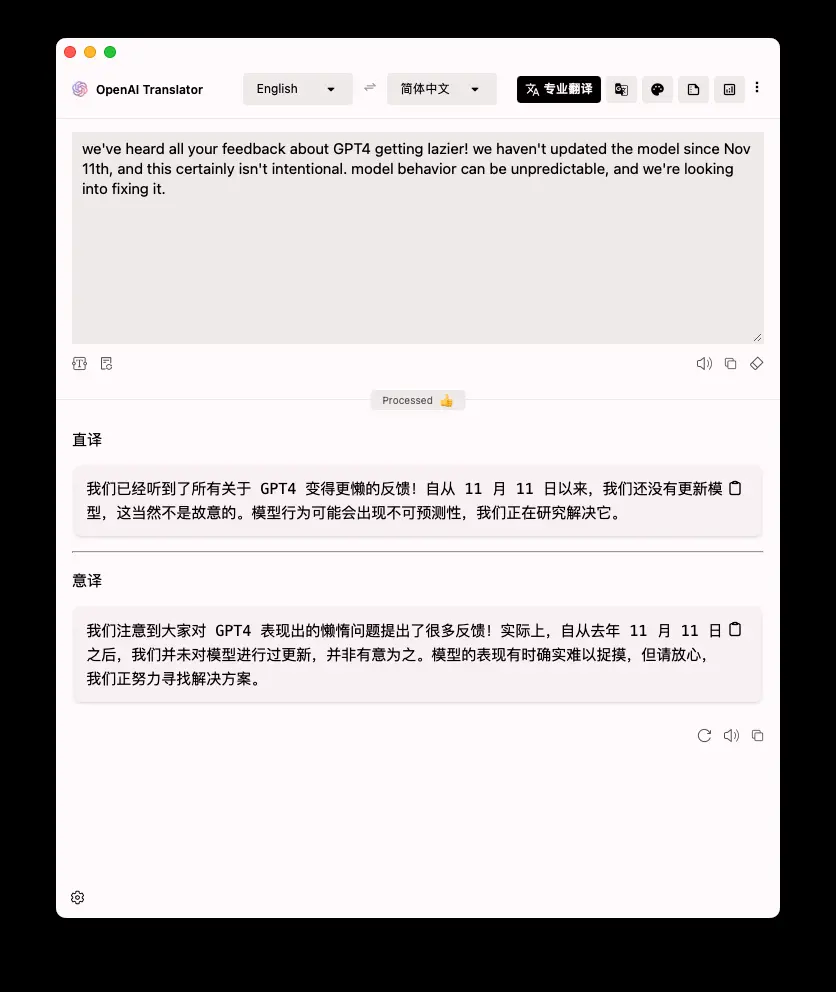 OpenAI Translator
English
简体中文
专业翻译
we've heard all your feedback about GPT4 getting lazier! we haven't updated the model since Nov
11th, and this certainly isn't intentional. model behavior can be unpredictable, and we're looking
into fixing it.
Processed 👍
直译
我们已经听到了所有关于 GPT4 变得更懒的反馈！自从 11 月 11 日以来，我们还没有更新模
型，这当然不是故意的。模型行为可能会出现不可预测性，我们正在研究解决它。
意译
我们注意到大家对 GPT4 表现出的懒惰问题提出了很多反馈！实际上，自从去年 11 月 11 日
之后，我们并未对模型进行过更新，并非有意为之。模型的表现有时确实难以捉摸，但请放心，
我们正努力寻找解决方案。